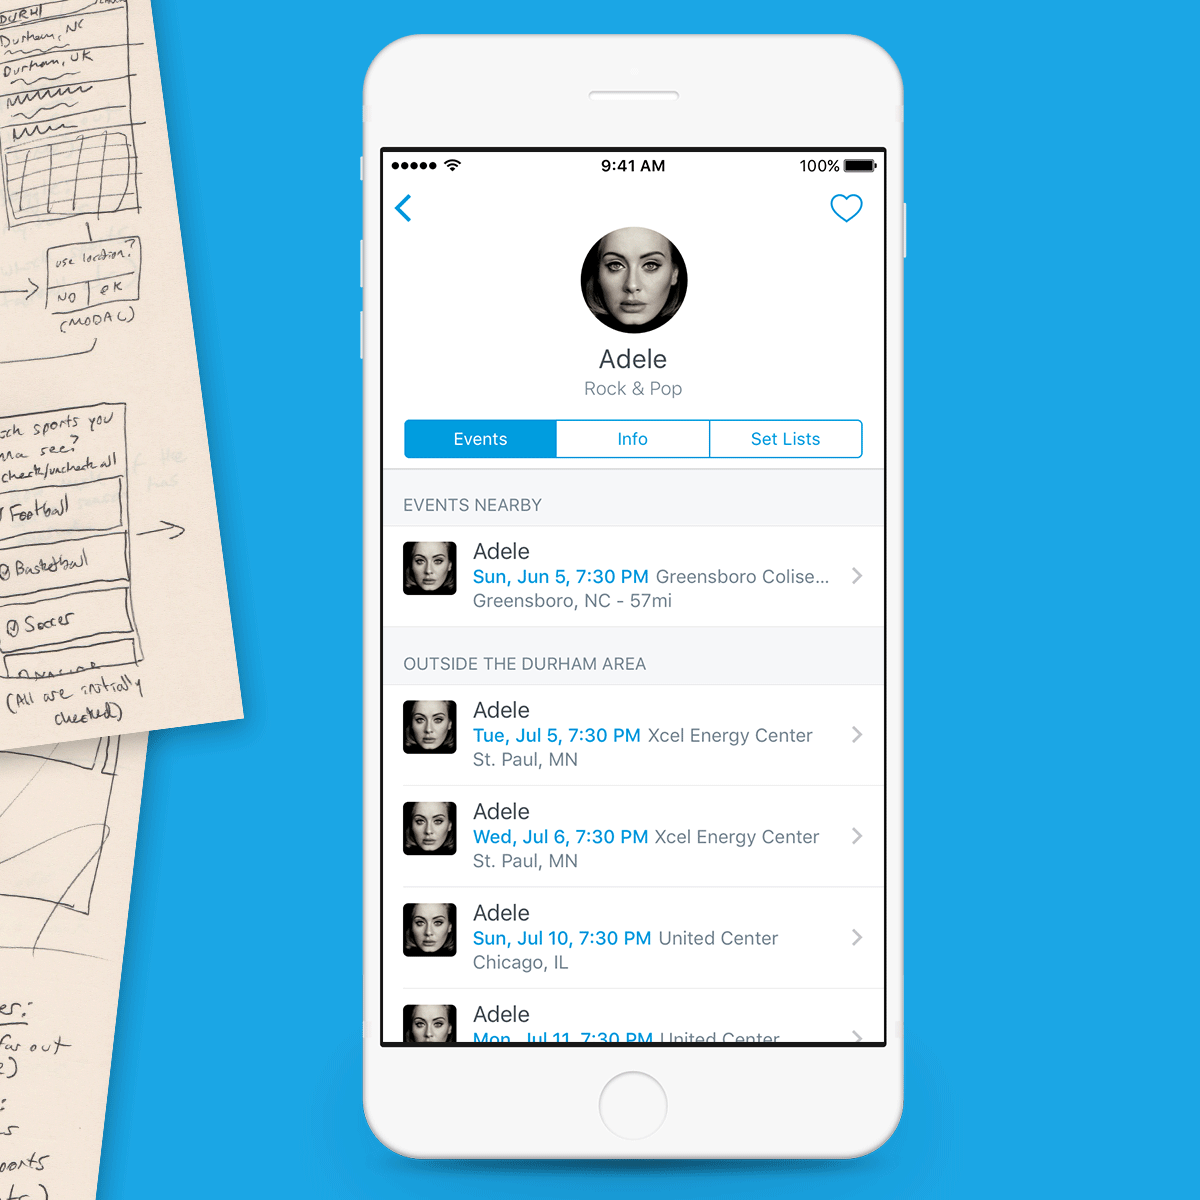 DURH
Durham, NC
Durham, UK
use location?
NO
OK
(MODAL)
sports you
see?
check/uncheck all
Football
Basketball
Soccer
(All are initially
checked)
far out
9:41 AM
100%
Adele
Rock & Pop
Events
Info
Set Lists
EVENTS NEARBY
Adele
Sun, Jun 5, 7:30 PM Greensboro Colise...
Greensboro, NC - 57mi
OUTSIDE THE DURHAM AREA
Adele
Tue, Jul 5, 7:30 PM Xcel Energy Center
St. Paul, MN
Adele
Wed, Jul 6, 7:30 PM Xcel Energy Center
St. Paul, MN
Adele
Sun, Jul 10, 7:30 PM United Center
Chicago, IL
Adele
Mon, Jul 11, 7:30 PM United Center